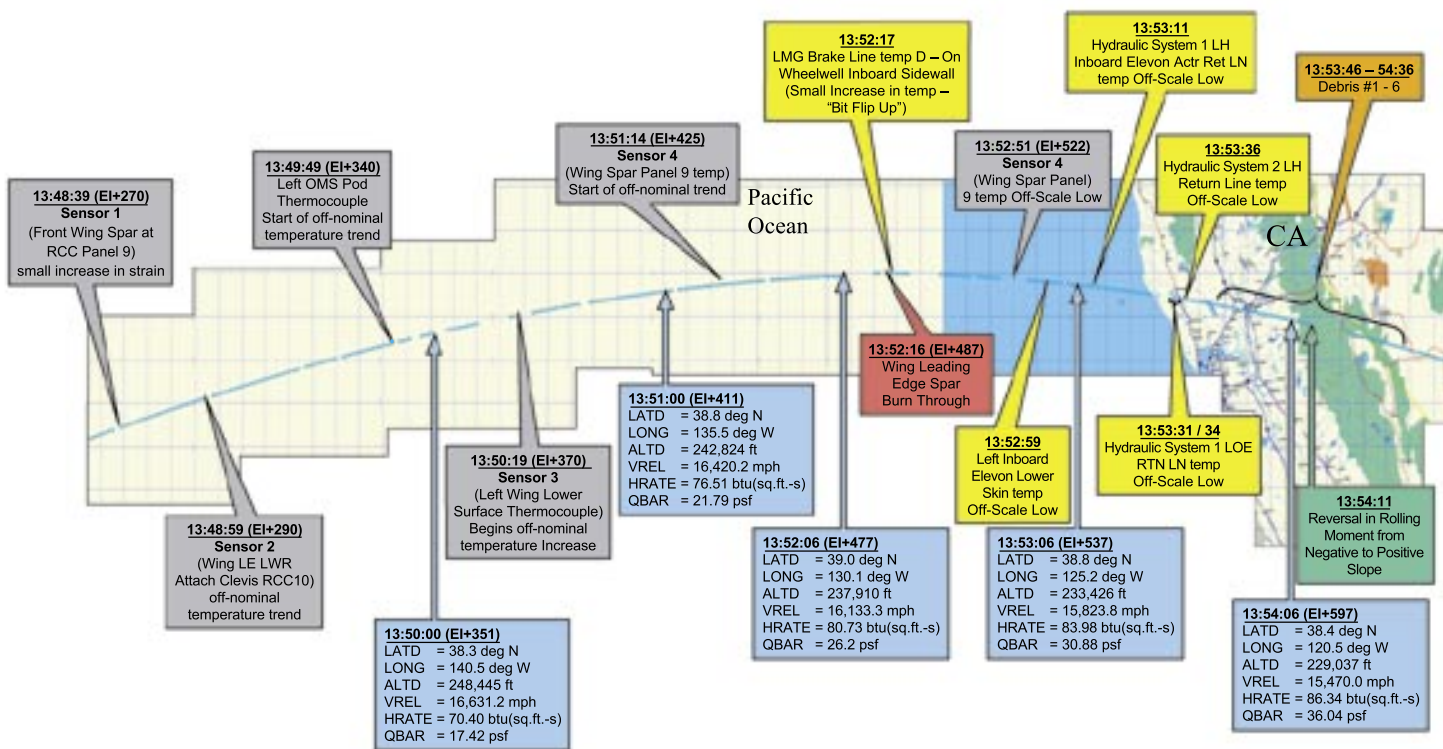 13:48:39 (EI+270)
Sensor 1
(Front Wing Spar at
RCC Panel 9)
small increase in strain
13:49:49 (EI+340)
Left OMS Pod
Thermocouple
Start of off-nominal
temperature trend
13:51:14 (EI+425)
Sensor 4
(Wing Spar Panel 9 temp)
Start of off-nominal trend
Pacific
Ocean
13:52:17
LMG Brake Line temp D – On
Wheelwell Inboard Sidewall
(Small Increase in temp –
“Bit Flip Up”)
13:52:51 (EI+522)
Sensor 4
(Wing Spar Panel)
9 temp Off-Scale Low
13:53:11
Hydraulic System 1 LH
Inboard Elevon Actr Ret LN
temp Off-Scale Low
13:53:36
Hydraulic System 2 LH
Return Line temp
Off-Scale Low
13:53:46 – 54:36
Debris #1 - 6
CA
13:48:59 (EI+290)
Sensor 2
(Wing LE LWR
Attach Clevis RCC10)
off-nominal
temperature trend
13:50:00 (EI+351)
LATD = 38.3 deg N
LONG = 140.5 deg W
ALTD = 248,445 ft
VREL = 16,631.2 mph
HRATE = 70.40 btu(sq.ft.-s)
QBAR = 17.42 psf
13:50:19 (EI+370)
Sensor 3
(Left Wing Lower
Surface Thermocouple)
Begins off-nominal
temperature Increase
13:51:00 (EI+411)
LATD = 38.8 deg N
LONG = 135.5 deg W
ALTD = 242,824 ft
VREL = 16,420.2 mph
HRATE = 76.51 btu(sq.ft.-s)
QBAR = 21.79 psf
13:52:06 (EI+477)
LATD = 39.0 deg N
LONG = 130.1 deg W
ALTD = 237,910 ft
VREL = 16,133.3 mph
HRATE = 80.73 btu(sq.ft.-s)
QBAR = 26.2 psf
13:52:16 (EI+487)
Wing Leading
Edge Spar
Burn Through
13:52:59
Left Inboard
Elevon Lower
Skin temp
Off-Scale Low
13:53:06 (EI+537)
LATD = 38.8 deg N
LONG = 125.2 deg W
ALTD = 233,426 ft
VREL = 15,823.8 mph
HRATE = 83.98 btu(sq.ft.-s)
QBAR = 30.88 psf
13:53:31 / 34
Hydraulic System 1 LOE
RTN LN temp
Off-Scale Low
13:54:11
Reversal in Rolling
Moment from
Negative to Positive
Slope
13:54:06 (EI+597)
LATD = 38.4 deg N
LONG = 120.5 deg W
ALTD = 229,037 ft
VREL = 15,470.0 mph
HRATE = 86.34 btu(sq.ft.-s)
QBAR = 36.04 psf